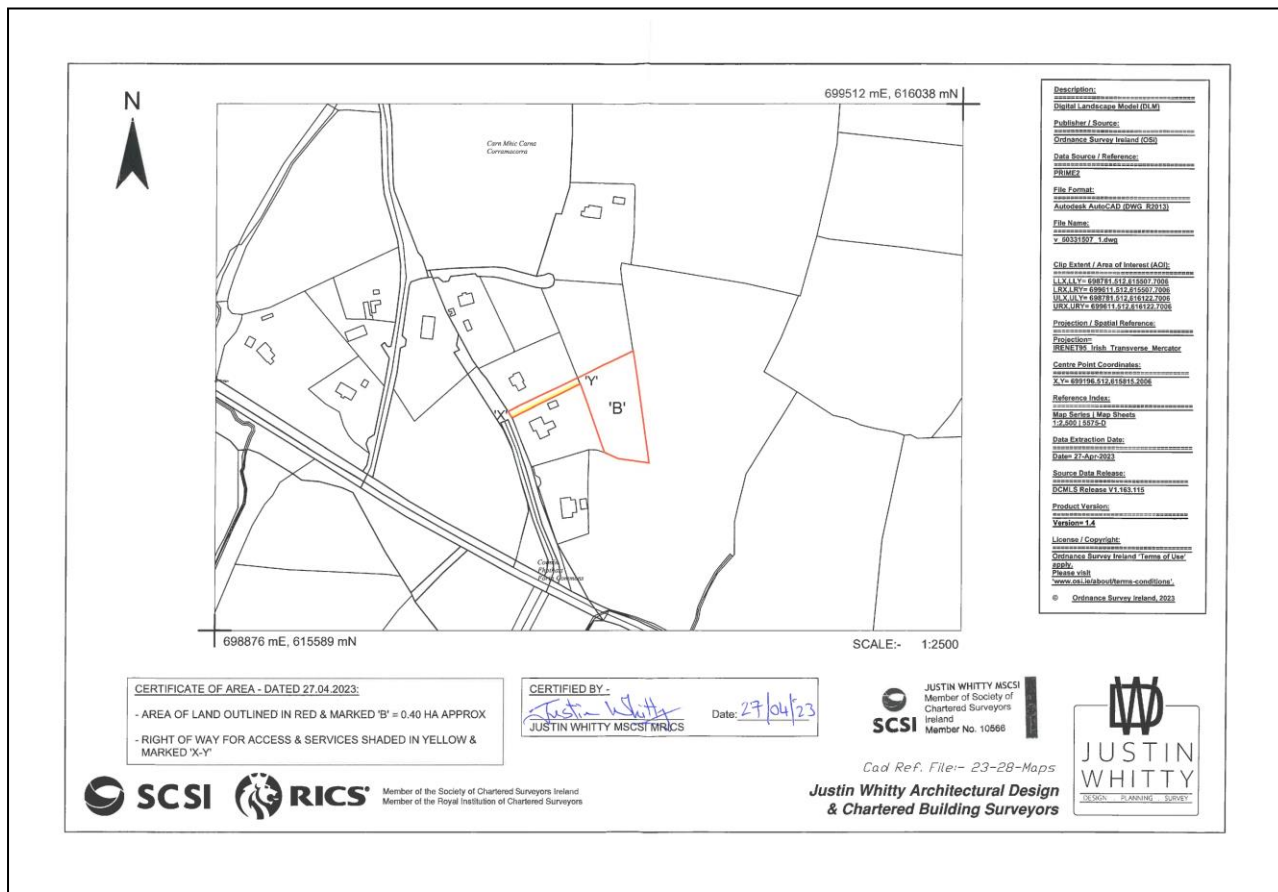 N
699512 mE, 616038 mN
Carn Mhic Carna
Curramacorra
'X'
'Y'
'B'
698876 mE, 615589 mN
SCALE:- 1:2500
Description:
Digital Landscape Model (DLM)
Publisher / Source:
Ordnance Survey Ireland (OSi)
Data Source / Reference:
PRIME2
File Format:
Autodesk AutoCAD (DWG_R2013)
File Name:
v_50331507_1.dwg
Clip Extent / Area of Interest (AOI):
LLX,LLY= 698781.512,615507.7006
LRX,LRY= 699611.512,615507.7006
ULX,ULY= 698781.512,616122.7006
URX,URY= 699611.512,616122.7006
Projection / Spatial Reference:
Projection=
IRENET95_Irish_Transverse_Mercator
Centre Point Coordinates:
X,Y= 699196.512,615815.2006
Reference Index:
Map Series | Map Sheets
1:2,500 | 5575-D
Data Extraction Date:
Date= 27-Apr-2023
Source Data Release:
DCMLS Release V1.163.115
Product Version:
Version= 1.4
License / Copyright:
Ordnance Survey Ireland 'Terms of Use'
apply.
Please visit
'www.osi.ie/about/terms-conditions'.
© Ordnance Survey Ireland, 2023
CERTIFICATE OF AREA - DATED 27.04.2023:
- AREA OF LAND OUTLINED IN RED & MARKED 'B' = 0.40 HA APPROX
- RIGHT OF WAY FOR ACCESS & SERVICES SHADED IN YELLOW &
MARKED 'X-Y'
CERTIFIED BY -
Justin Whitty
JUSTIN WHITTY MSCSI MRICS
Date: 27/04/23
SCSI
JUSTIN WHITTY MSCSI
Member of Society of
Chartered Surveyors
Ireland
Member No. 10566
Cad Ref. File:- 23-28-Maps
Justin Whitty Architectural Design
& Chartered Building Surveyors
JUSTIN
WHITTY
DESIGN . PLANNING . SURVEY
SCSI
RICS
Member of the Society of Chartered Surveyors Ireland
Member of the Royal Institution of Chartered Surveyors